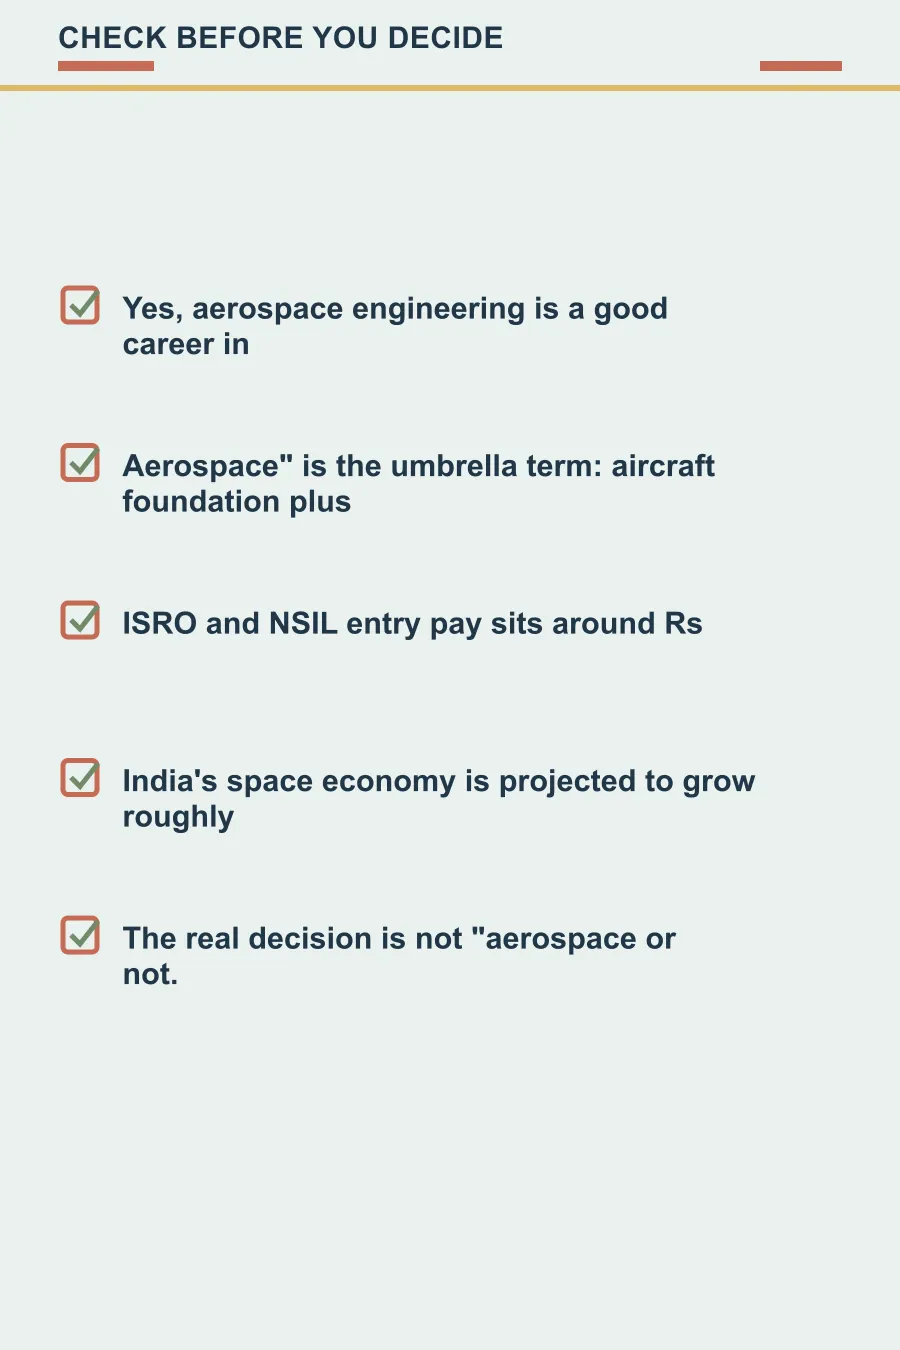 CHECK BEFORE YOU DECIDE
Yes, aerospace engineering is a good
career in
Aerospace" is the umbrella term: aircraft
foundation plus
ISRO and NSIL entry pay sits around Rs
India's space economy is projected to grow
roughly
The real decision is not "aerospace or
not.